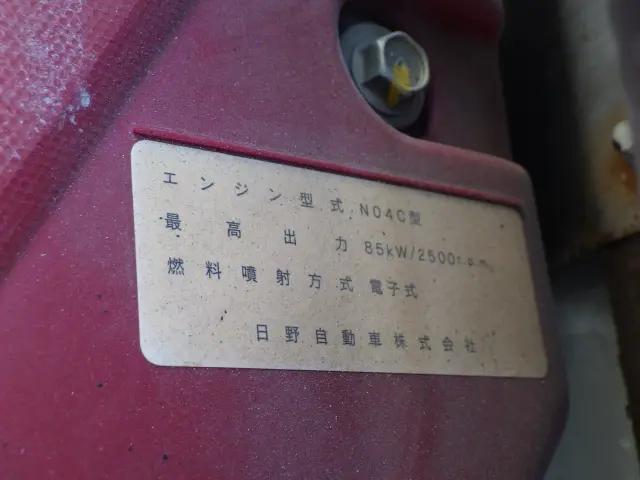 エンジン型式 N04C型
最高出力 85kW/2500r.p.m.
燃料噴射方式 電子式
日野自動車株式会社